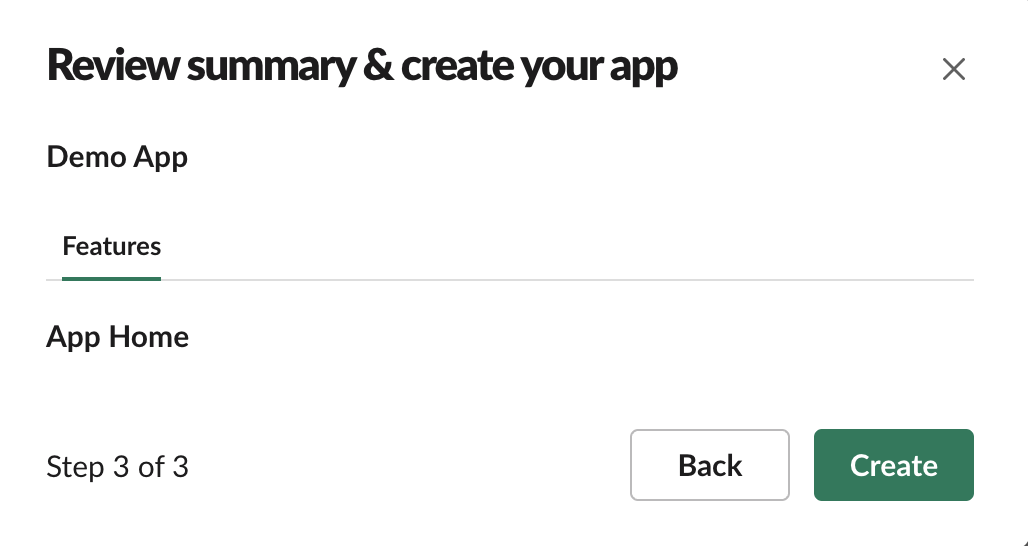 Review summary & create your app
Demo App
Features
App Home
Step 3 of 3
Back
Create